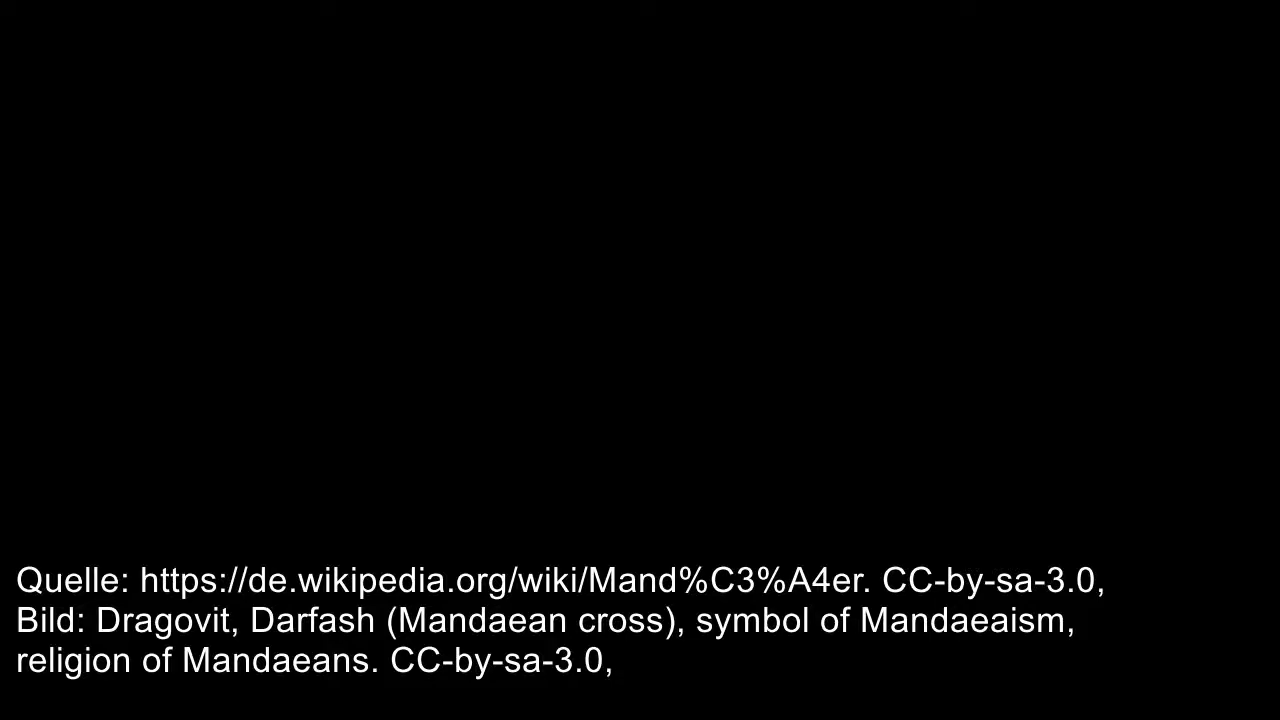 Quelle: https://de.wikipedia.org/wiki/Mand%C3%A4er. CC-by-sa-3.0,
Bild: Dragovit, Darfash (Mandaean cross), symbol of Mandaeaism,
religion of Mandaeans. CC-by-sa-3.0,